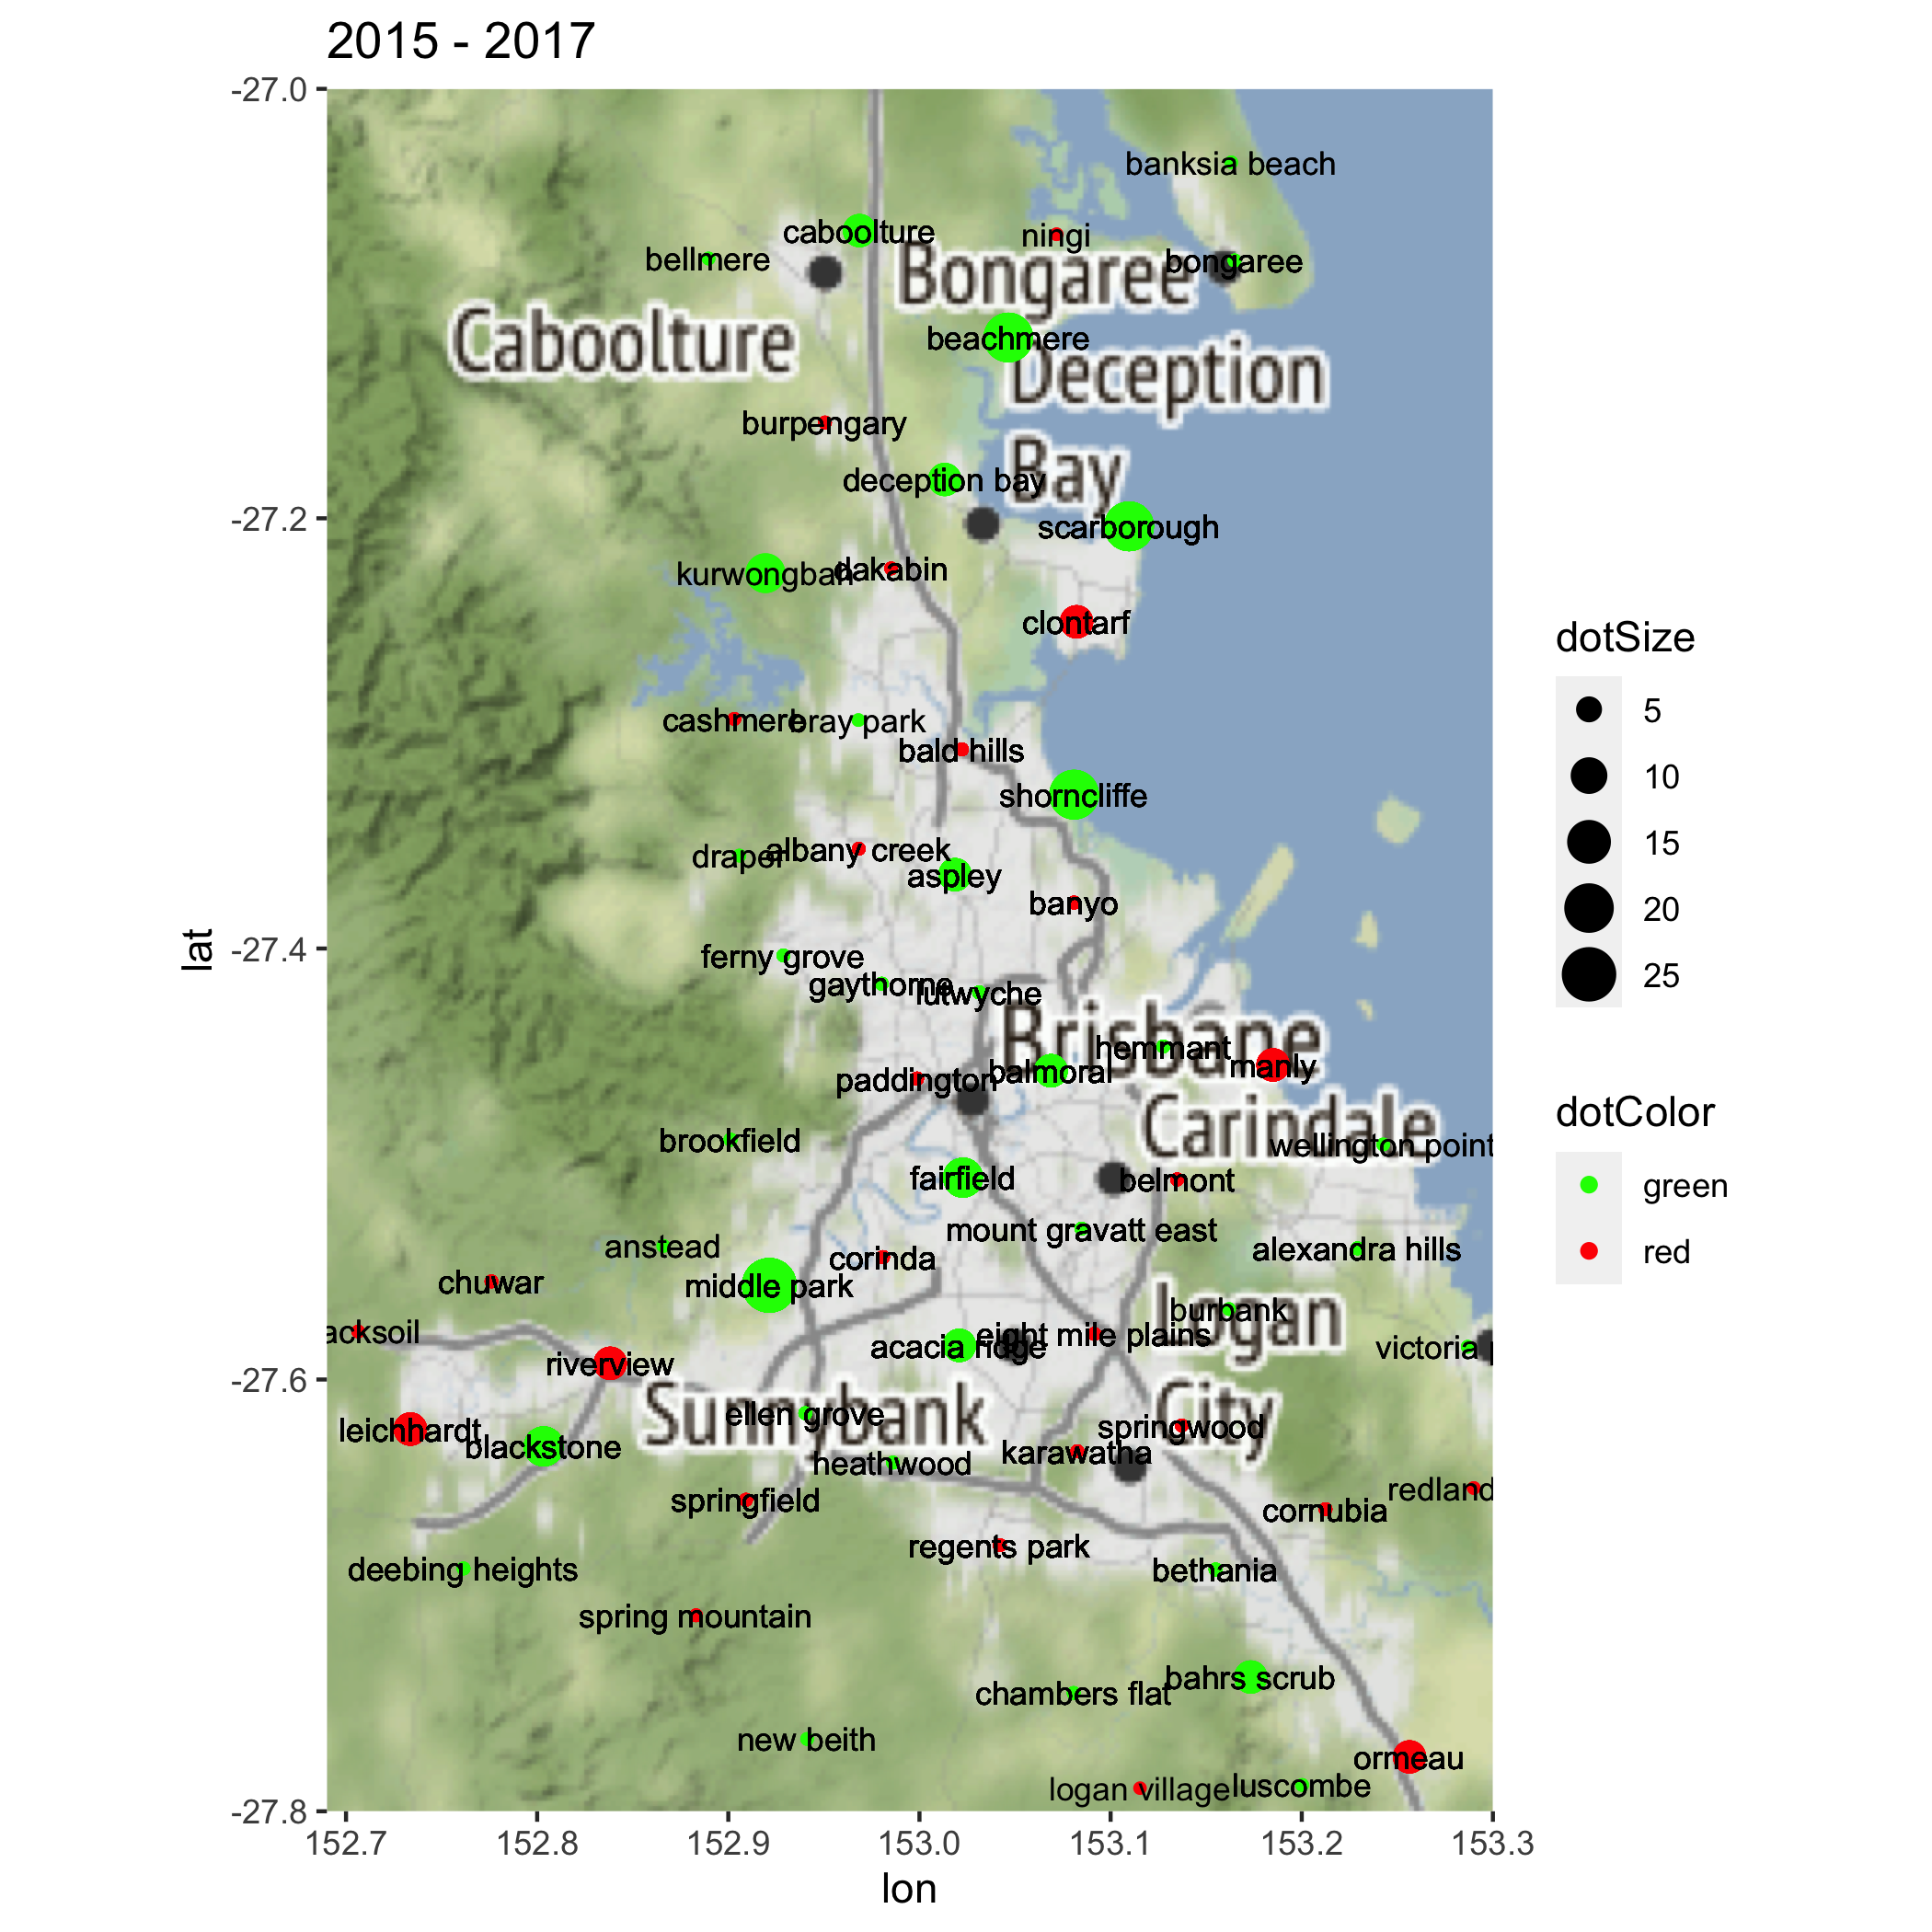 2015 - 2017
-27.0
banksia beach
caboolture
ningi
bellmere
bongaree
Bongaree
Caboolture
beachmere
Deception
Bay
burpengary
deception bay
-27.2
scarborough
kurwongbah
dakabin
clontarf
cashmere
bray park
bald hills
shorncliffe
draper
albany creek
aspley
banyo
lat
-27.4
ferny grove
gaythorne
lutwyche
Brisbane
hemmant
manly
balmoral
paddington
Carindale
brookfield
wellington point
fairfield
belmont
mount gravatt east
anstead
alexandra hills
corinda
chuwar
middle park
Logan
City
burbank
acksoil
eight mile plains
acacia ridge
victoria p
riverview
-27.6
Sunnybank
ellen grove
leichhardt
springwood
blackstone
karawatha
heathwood
redland
springfield
cornubia
regents park
deebing heights
bethania
spring mountain
bahrs scrub
chambers flat
new beith
ormeau
logan village
luscombe
-27.8
152.7
152.8
152.9
153.0
153.1
153.2
153.3
lon
dotSize
5
10
15
20
25
dotColor
green
red